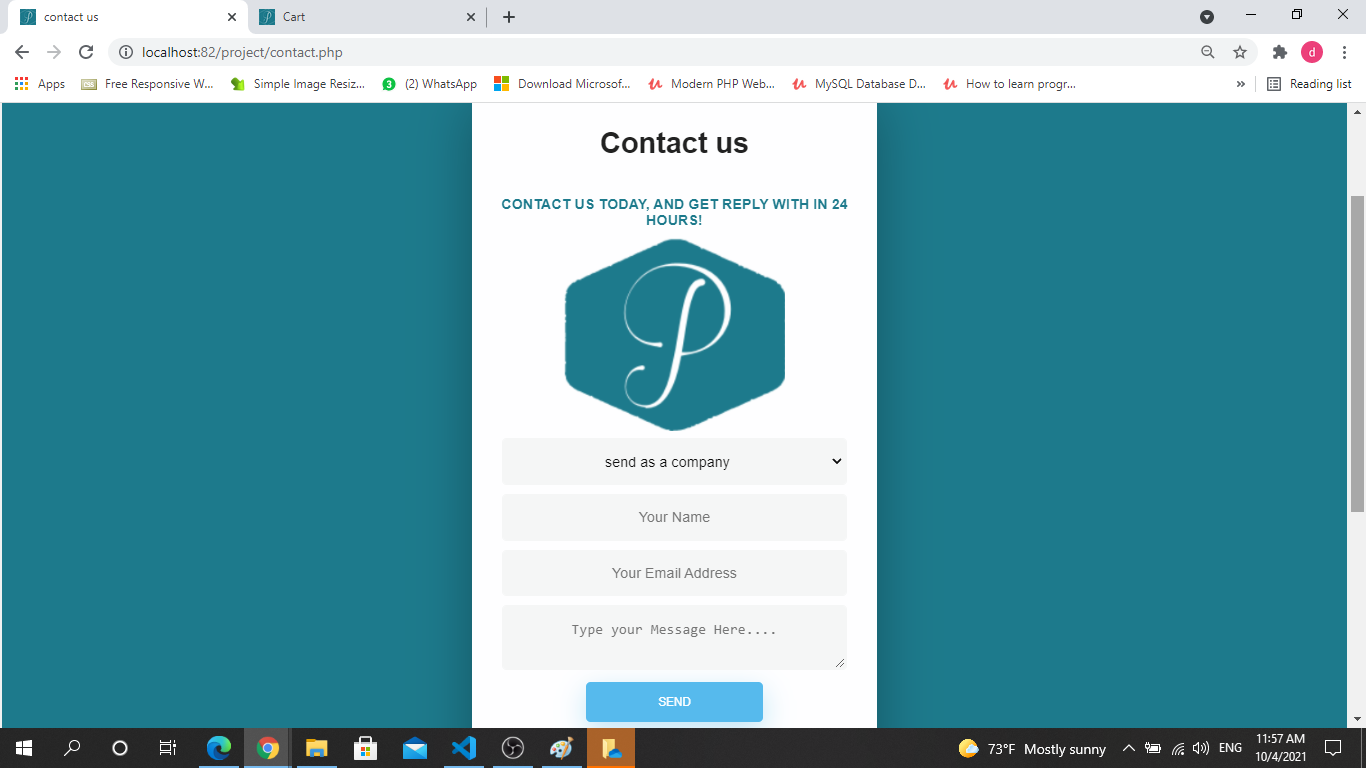 contact us
Cart
localhost:82/project/contact.php
d
Apps
Free Responsive W...
Simple Image Resiz...
3
(2) WhatsApp
Download Microsof...
Modern PHP Web...
MySQL Database D...
How to learn progr...
»
Reading list
Contact us
CONTACT US TODAY, AND GET REPLY WITH IN 24
HOURS!
P
send as a company
Your Name
Your Email Address
Type your Message Here....
SEND
73°F Mostly sunny
ENG
11:57 AM
10/4/2021